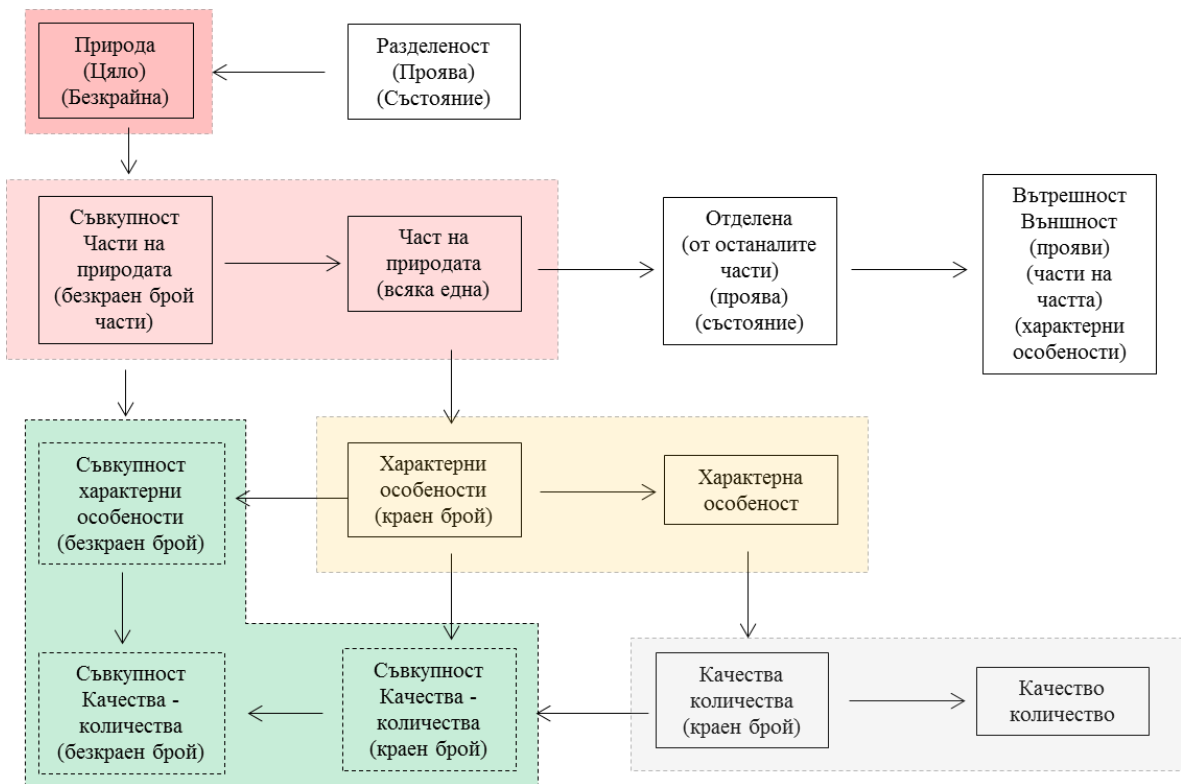 Природа
(Цяло)
(Безкрайна)
Разделеност
(Проява)
(Състояние)
Съвкупност
Части на
природата
(безкраен брой
части)
Част на
природата
(всяка една)
Отделена
(от останалите
части)
(проява)
(състояние)
Вътрешност
Външност
(прояви)
(части на
частта)
(характерни
особености)
Съвкупност
характерни
особености
(безкраен брой)
Характерни
особености
(краен брой)
Характерна
особеност
Съвкупност
Качества -
количества
(безкраен брой)
Съвкупност
Качества -
количества
(краен брой)
Качества
количества
(краен брой)
Качество
количество